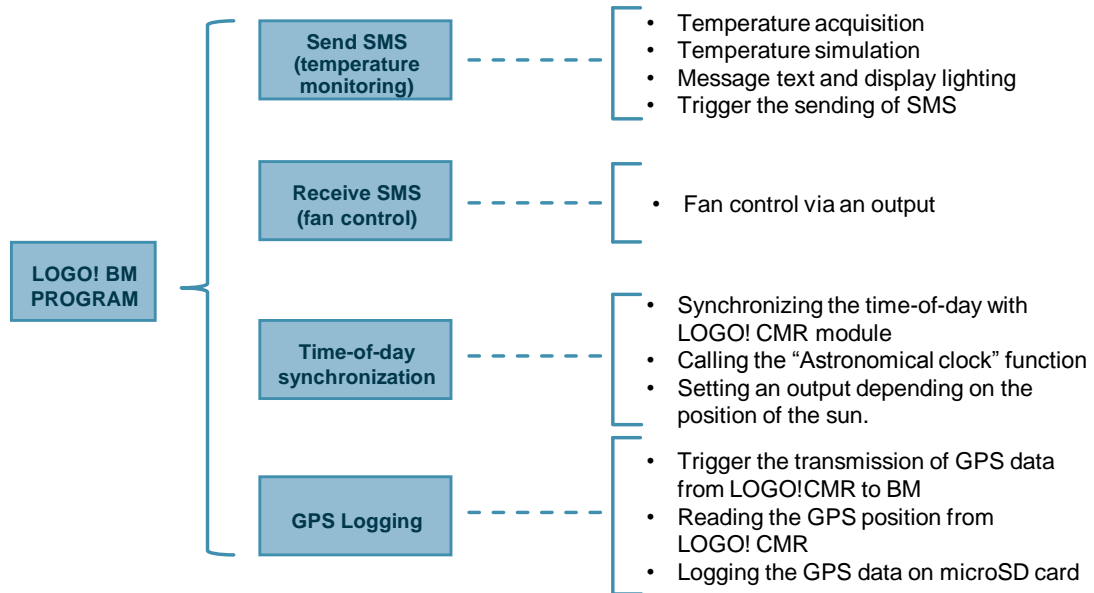 LOGO! BM
PROGRAM
Send SMS
(temperature
monitoring)
• Temperature acquisition
• Temperature simulation
• Message text and display lighting
• Trigger the sending of SMS
Receive SMS
(fan control)
• Fan control via an output
Time-of-day
synchronization
• Synchronizing the time-of-day with
LOGO! CMR module
• Calling the “Astronomical clock” function
• Setting an output depending on the
position of the sun.
GPS Logging
• Trigger the transmission of GPS data
from LOGO!CMR to BM
• Reading the GPS position from
LOGO! CMR
• Logging the GPS data on microSD card